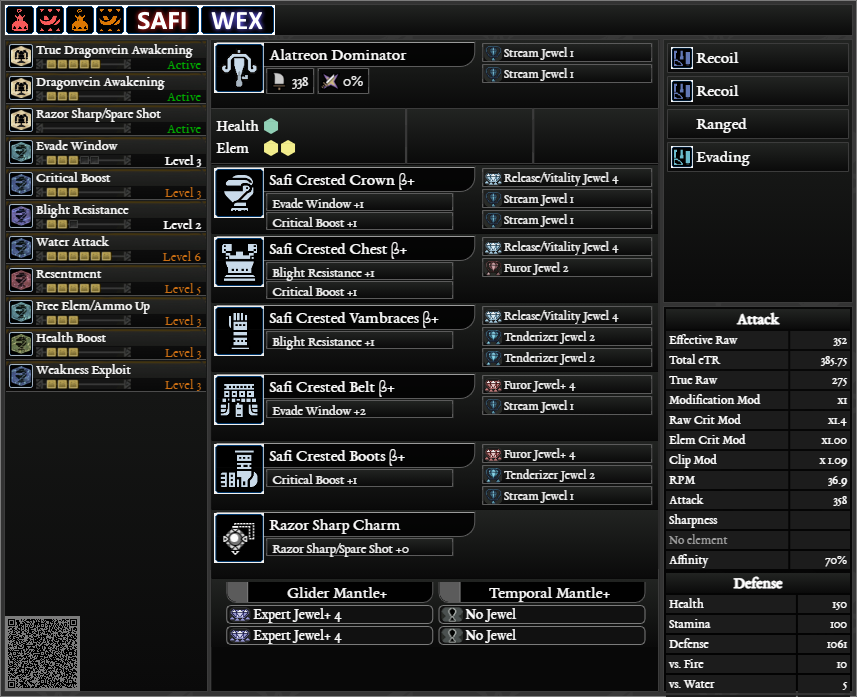 SAFI WEX
True Dragonvein Awakening
Active
Dragonvein Awakening
Active
Razor Sharp/Spare Shot
Active
Evade Window
Level 3
Critical Boost
Level 3
Blight Resistance
Level 2
Water Attack
Level 6
Resentment
Level 5
Free Elem/Ammo Up
Level 3
Health Boost
Level 3
Weakness Exploit
Level 3
Alatreon Dominator
338 0%
Stream Jewel 1
Stream Jewel 1
Health
Elem
Safi Crested Crown β+
Evade Window +1
Critical Boost +1
Release/Vitality Jewel 4
Stream Jewel 1
Stream Jewel 1
Safi Crested Chest β+
Blight Resistance +1
Critical Boost +1
Release/Vitality Jewel 4
Furor Jewel 2
Safi Crested Vambraces β+
Blight Resistance +1
Release/Vitality Jewel 4
Tenderizer Jewel 2
Tenderizer Jewel 2
Safi Crested Belt β+
Evade Window +2
Furor Jewel+ 4
Stream Jewel 1
Safi Crested Boots β+
Critical Boost +1
Furor Jewel+ 4
Tenderizer Jewel 2
Stream Jewel 1
Razor Sharp Charm
Razor Sharp/Spare Shot +0
Glider Mantle+
Expert Jewel+ 4
Expert Jewel+ 4
Temporal Mantle+
No Jewel
No Jewel
Recoil
Recoil
Ranged
Evading
Attack
Effective Raw 352
Total eTR 385.75
True Raw 275
Modification Mod x1
Raw Crit Mod x1.4
Elem Crit Mod x1.00
Clip Mod x 1.09
RPM 36.9
Attack 358
Sharpness
No element
Affinity 70%
Defense
Health 150
Stamina 100
Defense 1061
vs. Fire 10
vs. Water 5